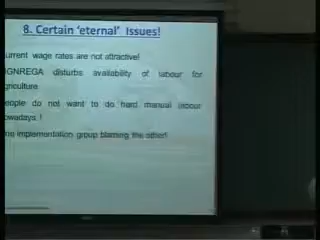 8. Certain ‘eternal’ Issues!
urrent wage rates are not attractive!
GNREGA disturbs availability of labour for
griculture
eople do not want to do hard manual labour
owadays !
implementation group blaming the other!